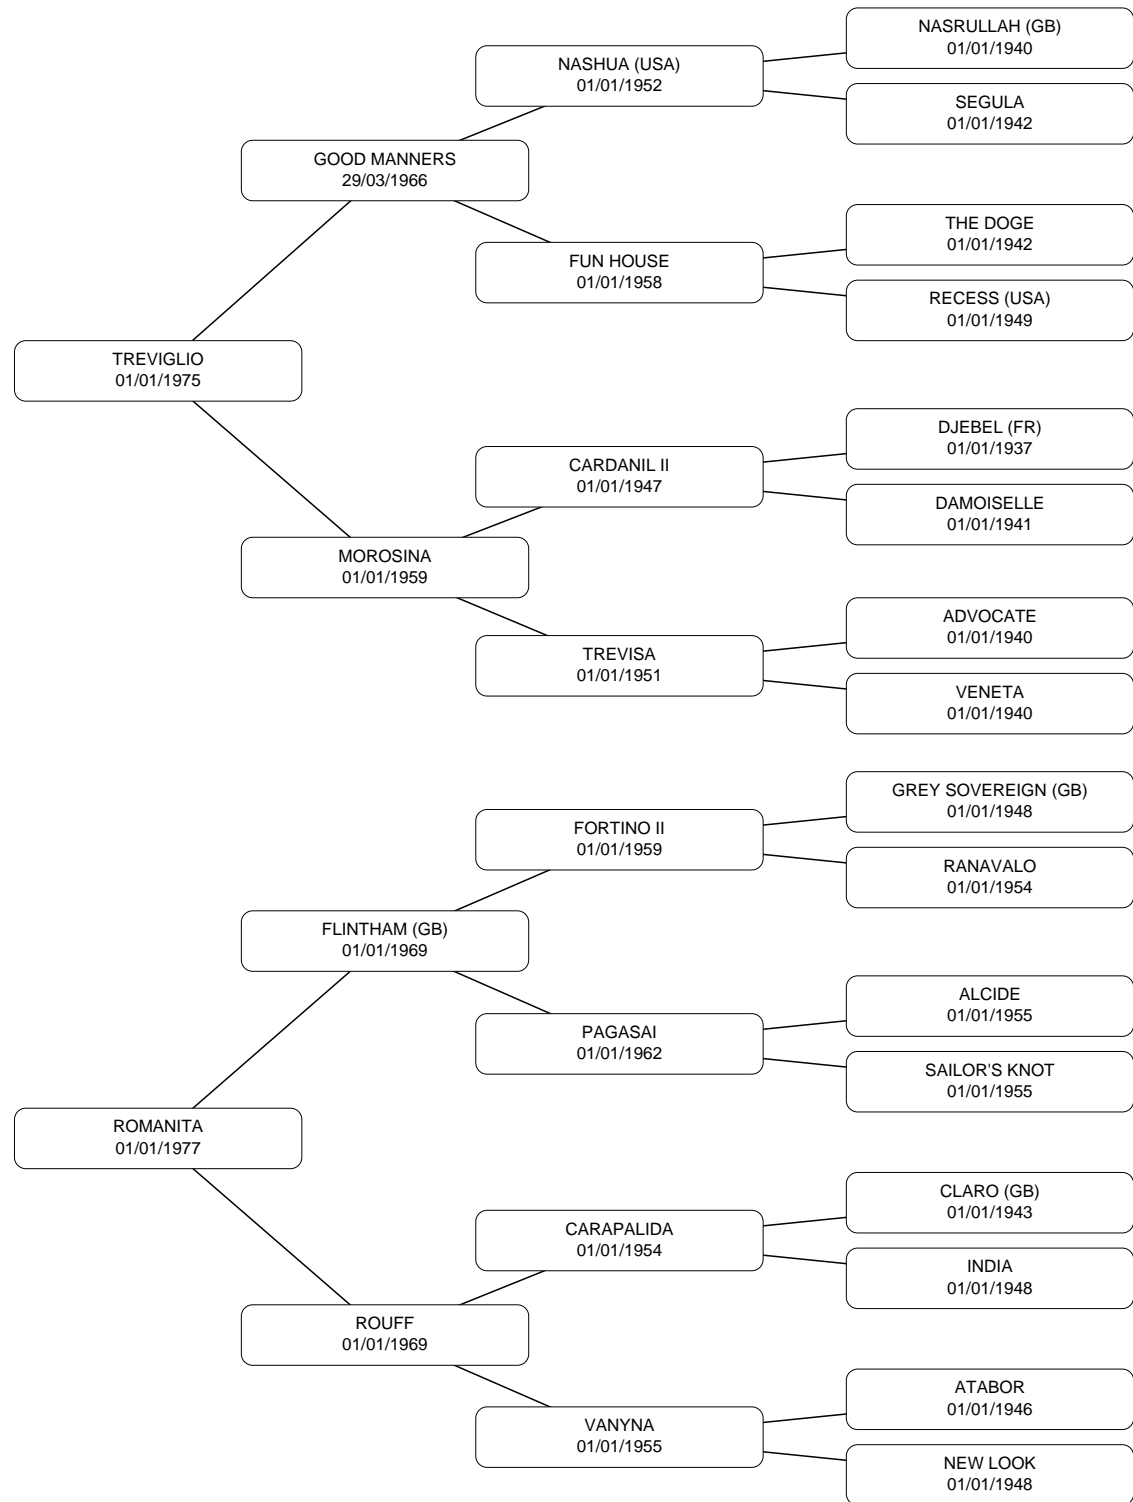 NASRULLAH (GB)
01/01/1940
NASHUA (USA)
01/01/1952
SEGULA
01/01/1942
GOOD MANNERS
29/03/1966
THE DOGE
01/01/1942
FUN HOUSE
01/01/1958
RECESS (USA)
01/01/1949
TREVIGLIO
01/01/1975
DJEBEL (FR)
01/01/1937
CARDANIL II
01/01/1947
DAMOISELLE
01/01/1941
MOROSINA
01/01/1959
ADVOCATE
01/01/1940
TREVISA
01/01/1951
VENETA
01/01/1940
GREY SOVEREIGN (GB)
01/01/1948
FORTINO II
01/01/1959
RANAVALO
01/01/1954
FLINTHAM (GB)
01/01/1969
ALCIDE
01/01/1955
PAGASAI
01/01/1962
SAILOR'S KNOT
01/01/1955
ROMANITA
01/01/1977
CLARO (GB)
01/01/1943
CARAPALIDA
01/01/1954
INDIA
01/01/1948
ROUFF
01/01/1969
ATABOR
01/01/1946
VANYNA
01/01/1955
NEW LOOK
01/01/1948